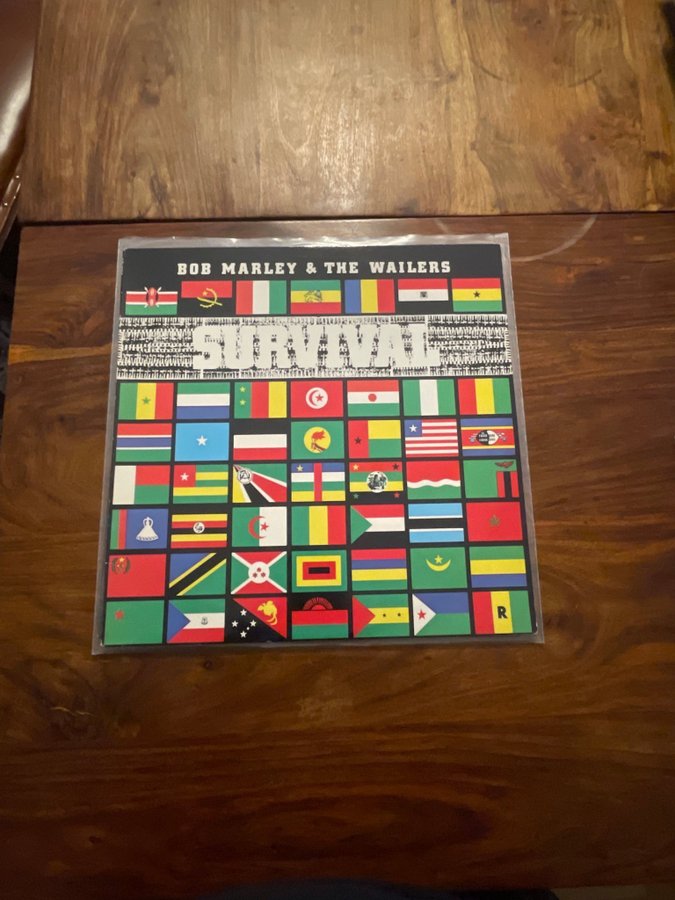 BOB MARLEY & THE WAILERS
SURVIVAL
R